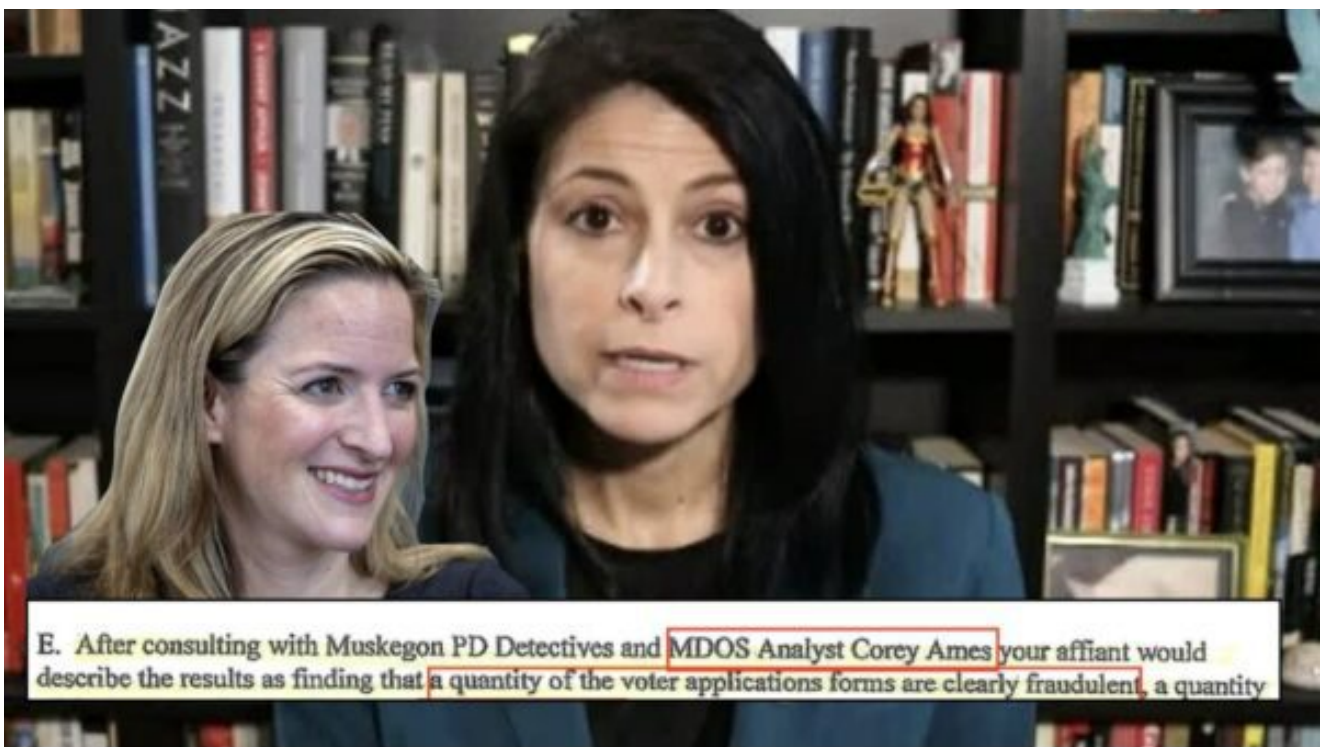 AZZ
E. After consulting with Muskegon PD Detectives and MDOS Analyst Corey Ames your affiant would
describe the results as finding that a quantity of the voter applications forms are clearly fraudulent, a quantity